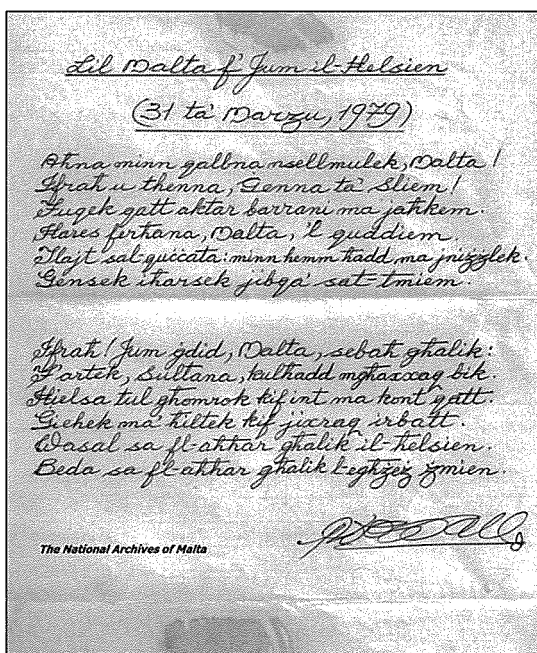 Lil Malta f' Jum il-Helsien
(31 ta' Marzu, 1979)
Aħna minn qalbna nsellmulek, Malta!
Ifraħ u thenna, Ġenna ta' Sliem!
Fuqek qatt aktar barrani ma jaħkem.
Ħares ferħana, Malta, 'l quddiem.
Tlajt sal-quċċata: minn hemm ħadd ma jniżżlek.
Ġensek iħarsek jibqa' sat-tmiem.
Ifraħ! Jum ġdid, Malta, sebaħ għalik:
F'artek, Sultana, kulħadd mgħaxxaq bik.
Ħielsa tul għomrok kif int ma kont qatt.
Ġieħek ma' ħiltek kif jixraq irbatt.
Wasal sa fl-aħħar għalik il-ħelsien.
Beda sa fl-aħħar għalik l-egħżeż żmien.
The National Archives of Malta